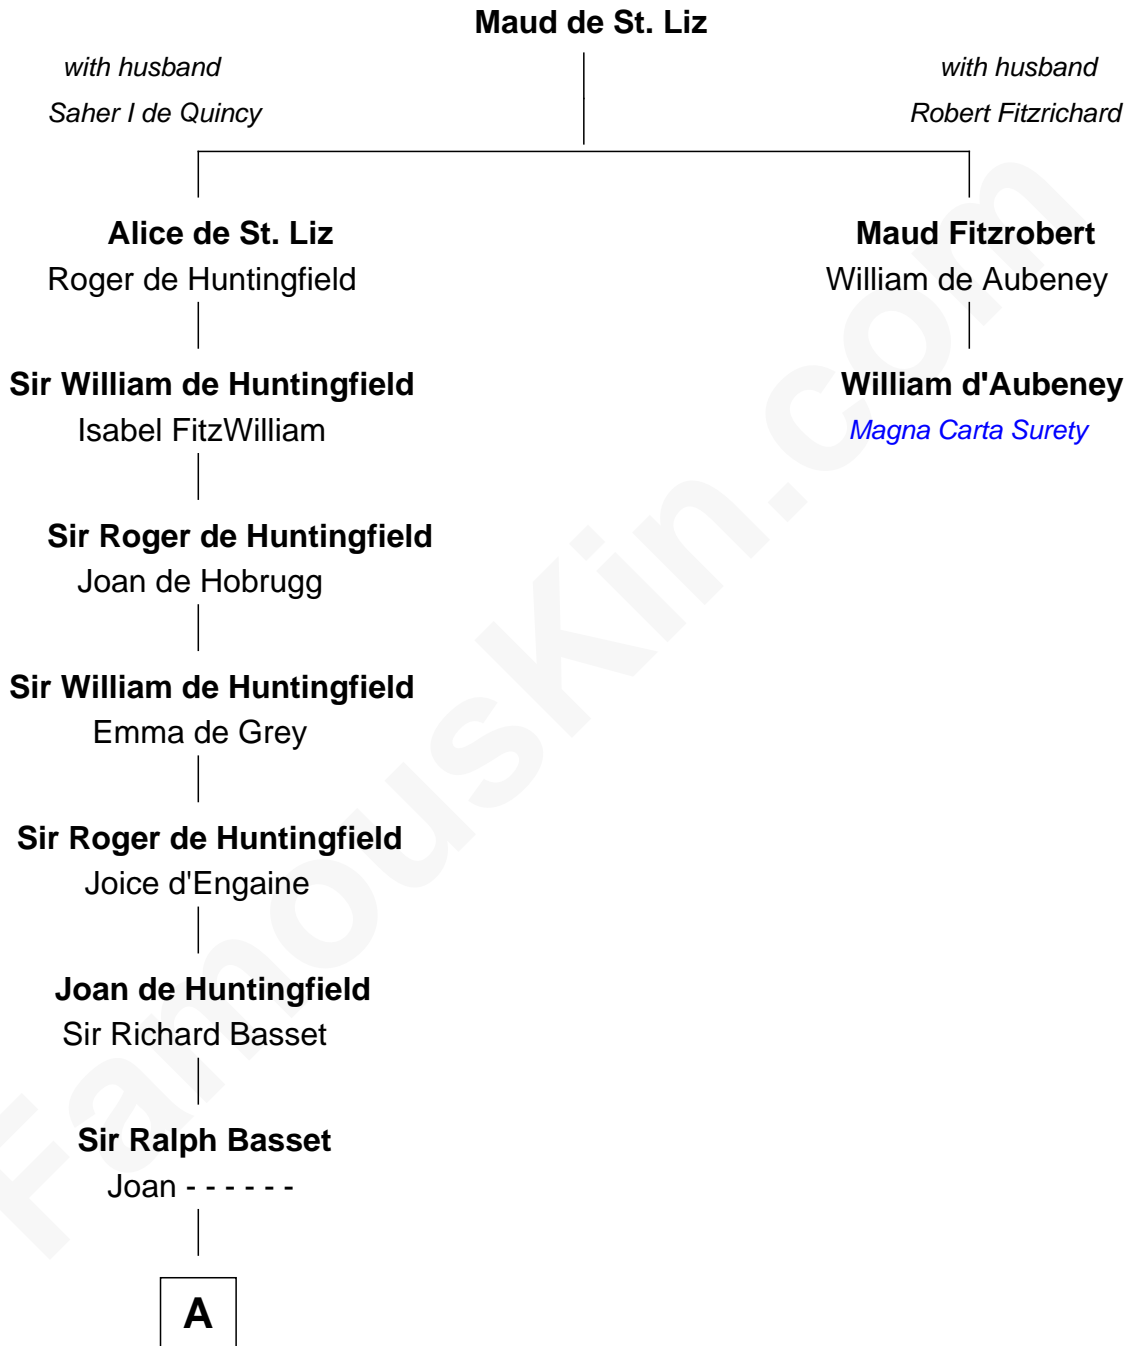 Maud de St. Liz
with husband
Saher I de Quincy
with husband
Robert Fitzrichard
Alice de St. Liz
Roger de Huntingfield
Maud Fitzrobert
William de Aubeney
Sir William de Huntingfield
Isabel FitzWilliam
William d'Aubeney
Magna Carta Surety
Sir Roger de Huntingfield
Joan de Hobrugg
Sir William de Huntingfield
Emma de Grey
Sir Roger de Huntingfield
Joice d'Engaine
Joan de Huntingfield
Sir Richard Basset
Sir Ralph Basset
Joan - - - - - -
A
FamousKin.com